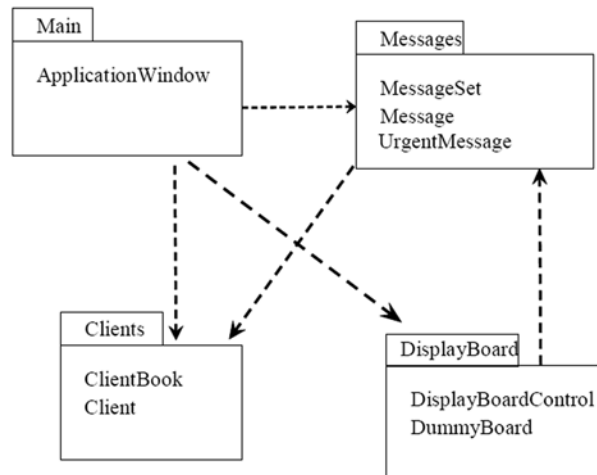 Main
ApplicationWindow
Messages
MessageSet
Message
UrgentMessage
Clients
ClientBook
Client
DisplayBoard
DisplayBoardControl
DummyBoard